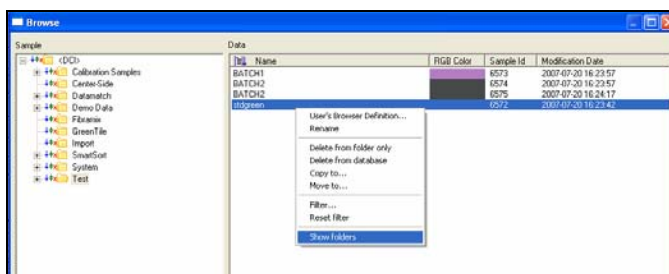 Browse
Sample
<DCI>
Calibration Samples
Center-Side
Datamatch
Demo Data
Fibramix
GreenTile
Import
SmartSort
System
Test
Data
Name RGB Color Sample Id Modification Date
BATCH1 6573 2007-07-20 16:23:57
BATCH2 6574 2007-07-20 16:23:57
BATCH2 6575 2007-07-20 16:24:17
stdgreen 6572 2007-07-20 16:23:42
User's Browser Definition...
Rename
Delete from folder only
Delete from database
Copy to...
Move to...
Filter...
Reset filter
Show folders